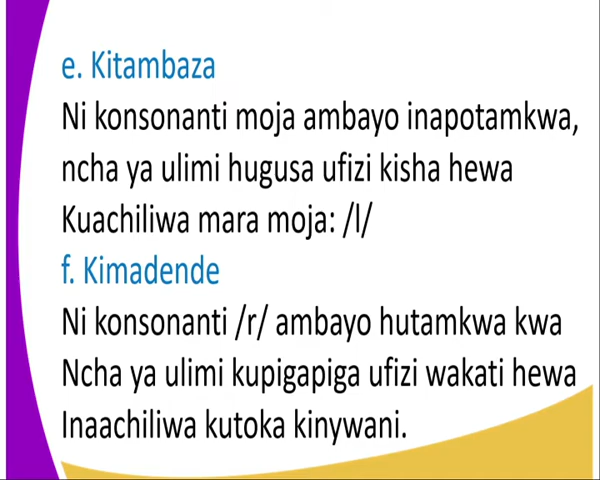 e. Kitambaza
Ni konsonanti moja ambayo inapotamkwa,
ncha ya ulimi hugusa ufizi kisha hewa
Kuachiliwa mara moja: /l/
f. Kimadende
Ni konsonanti /r/ ambayo hutamkwa kwa
Ncha ya ulimi kupigapiga ufizi wakati hewa
Inaachiliwa kutoka kinywani.